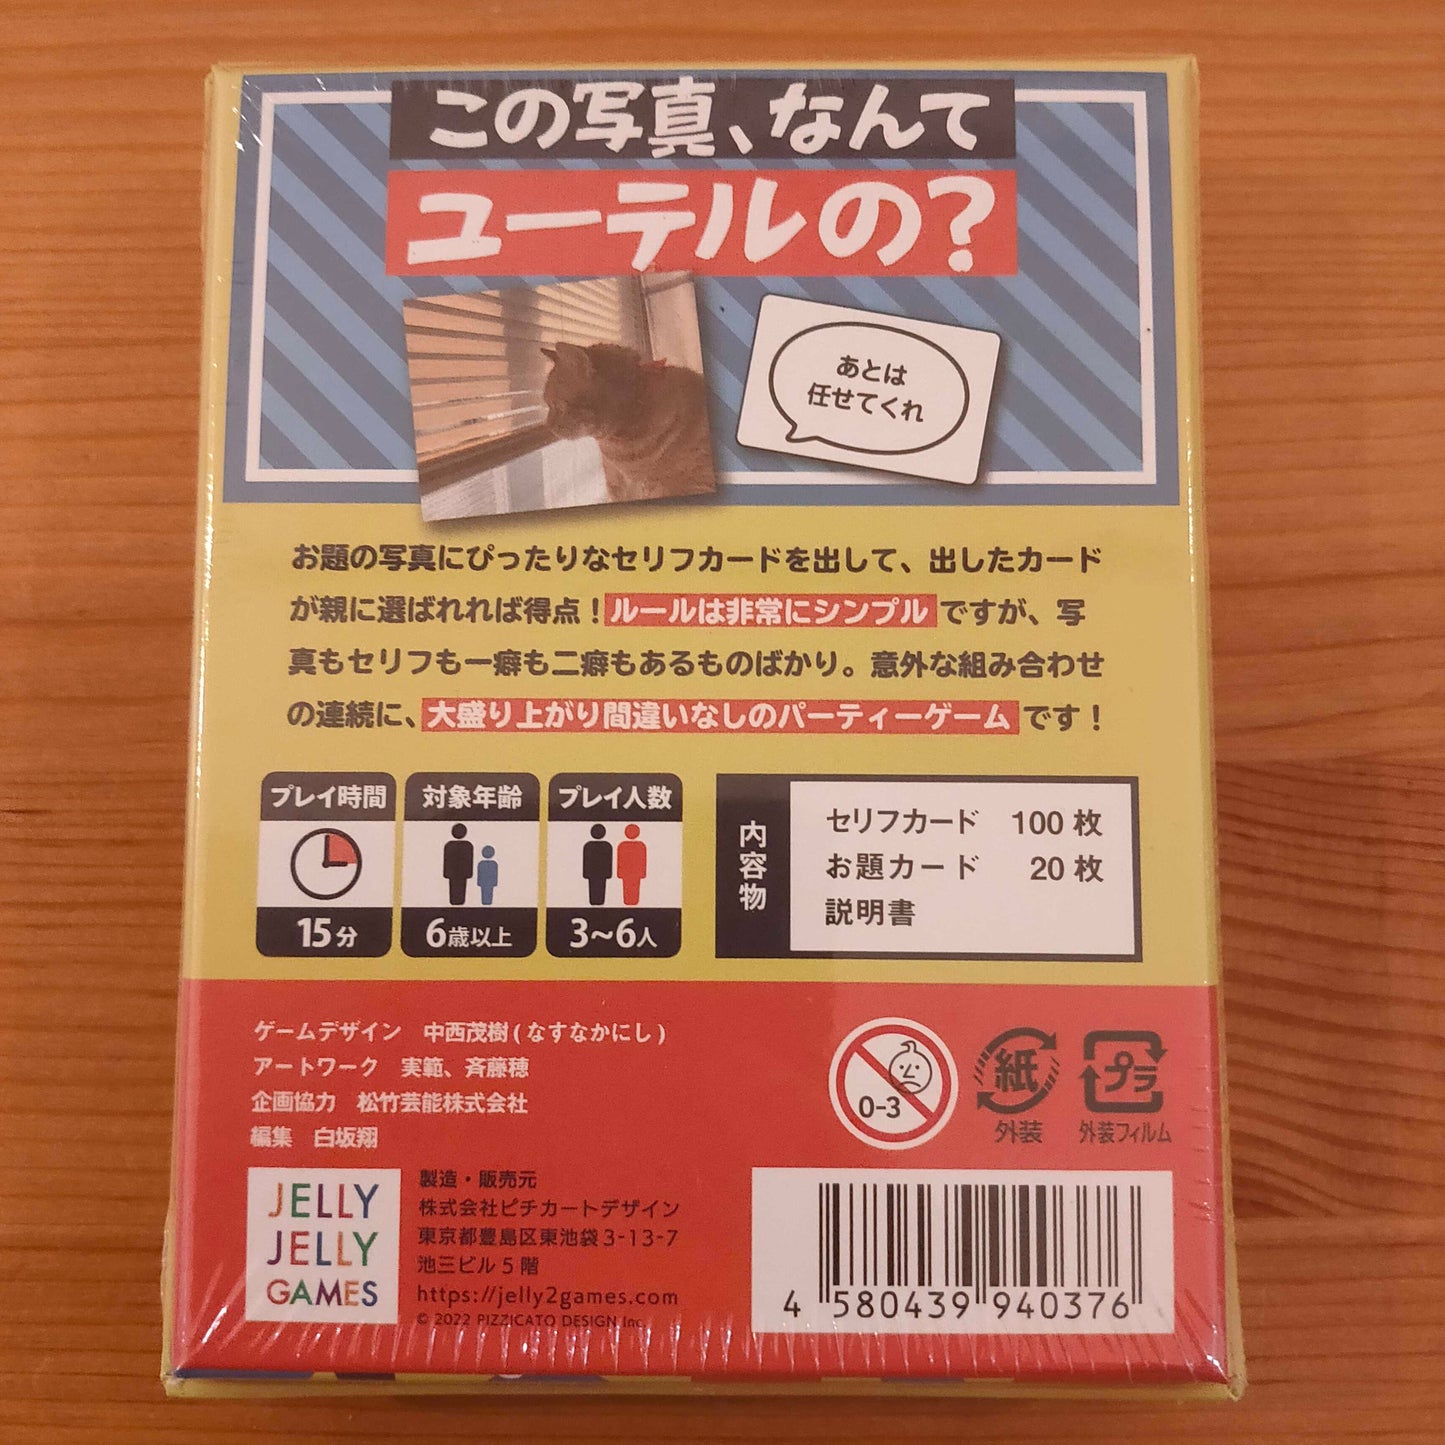 この写真、なんて
ユーテルの?
あとは
任せてくれ
お題の写真にぴったりなセリフカードを出して、出したカード
が親に選ばれれば得点!ルールは非常にシンプルですが、写
真もセリフも一癖も二癖もあるものばかり。意外な組み合わせ
の連続に、大盛り上がり間違いなしのパーティーゲームです!
プレイ時間
15分
対象年齢
6歳以上
プレイ人数
3~6人
内容物
セリフカード 100枚
お題カード 20枚
説明書
ゲームデザイン 中西茂樹(なすなかにし)
アートワーク 実範、斉藤穂
企画協力 松竹芸能株式会社
編集 白坂翔
0-3
紙
外装
プラ
外装フィルム
JELLY
JELLY
GAMES
製造・販売元
株式会社ピチカートデザイン
東京都豊島区東池袋3-13-7
池三ビル5階
https://jelly2games.com
© 2022 PIZZICATO DESIGN Inc.
4 580439 940376